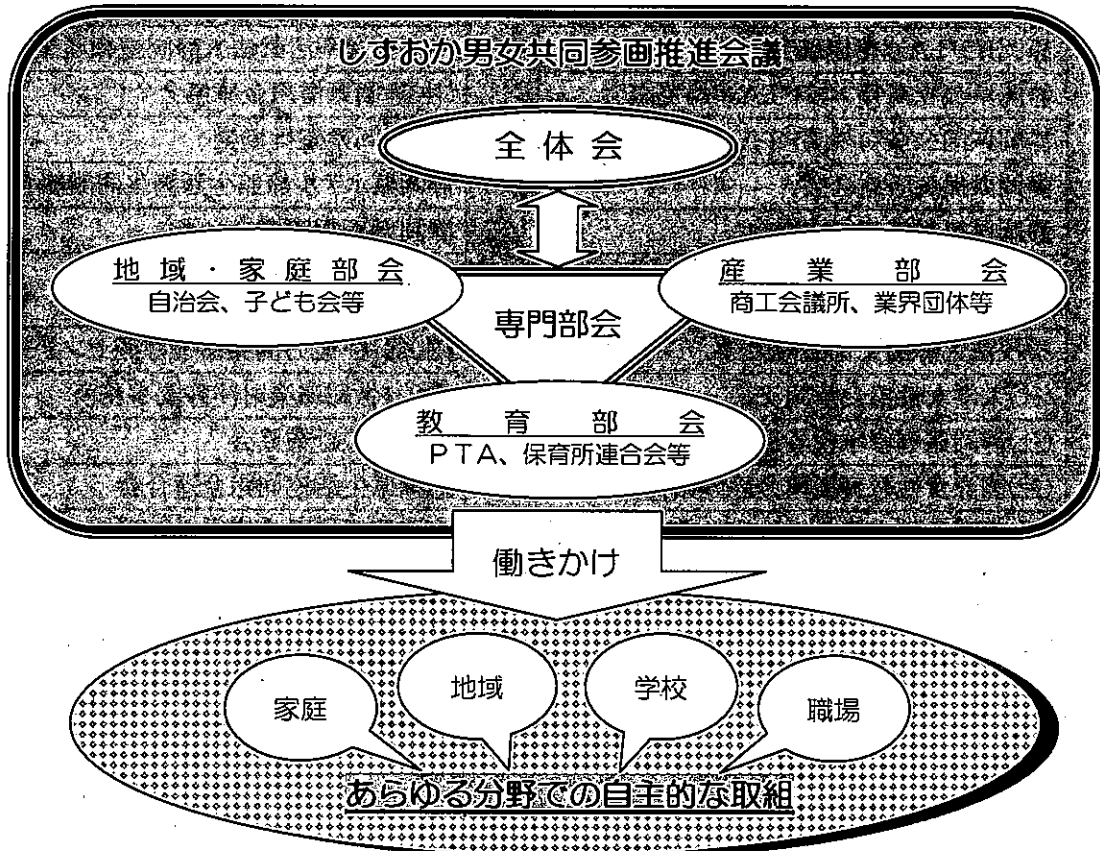 しずおか男女共同参画推進会議
全体会
地域・家庭部会
自治会、子ども会等
産業部会
商工会議所、業界団体等
専門部会
教育部会
PTA、保育所連合会等
働きかけ
家庭
地域
学校
職場
あらゆる分野での自主的な取組